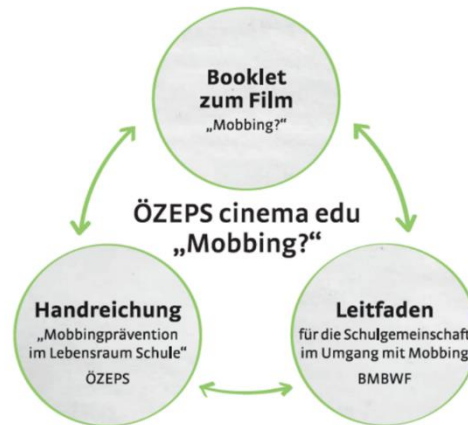 Booklet
zum Film
„Mobbing?“
ÖZEPS cinema edu
„Mobbing?“
Handreichung
„Mobbingprävention
im Lebensraum Schule“
ÖZEPS
Leitfaden
für die Schulgemeinschaft
im Umgang mit Mobbing
BMBWF